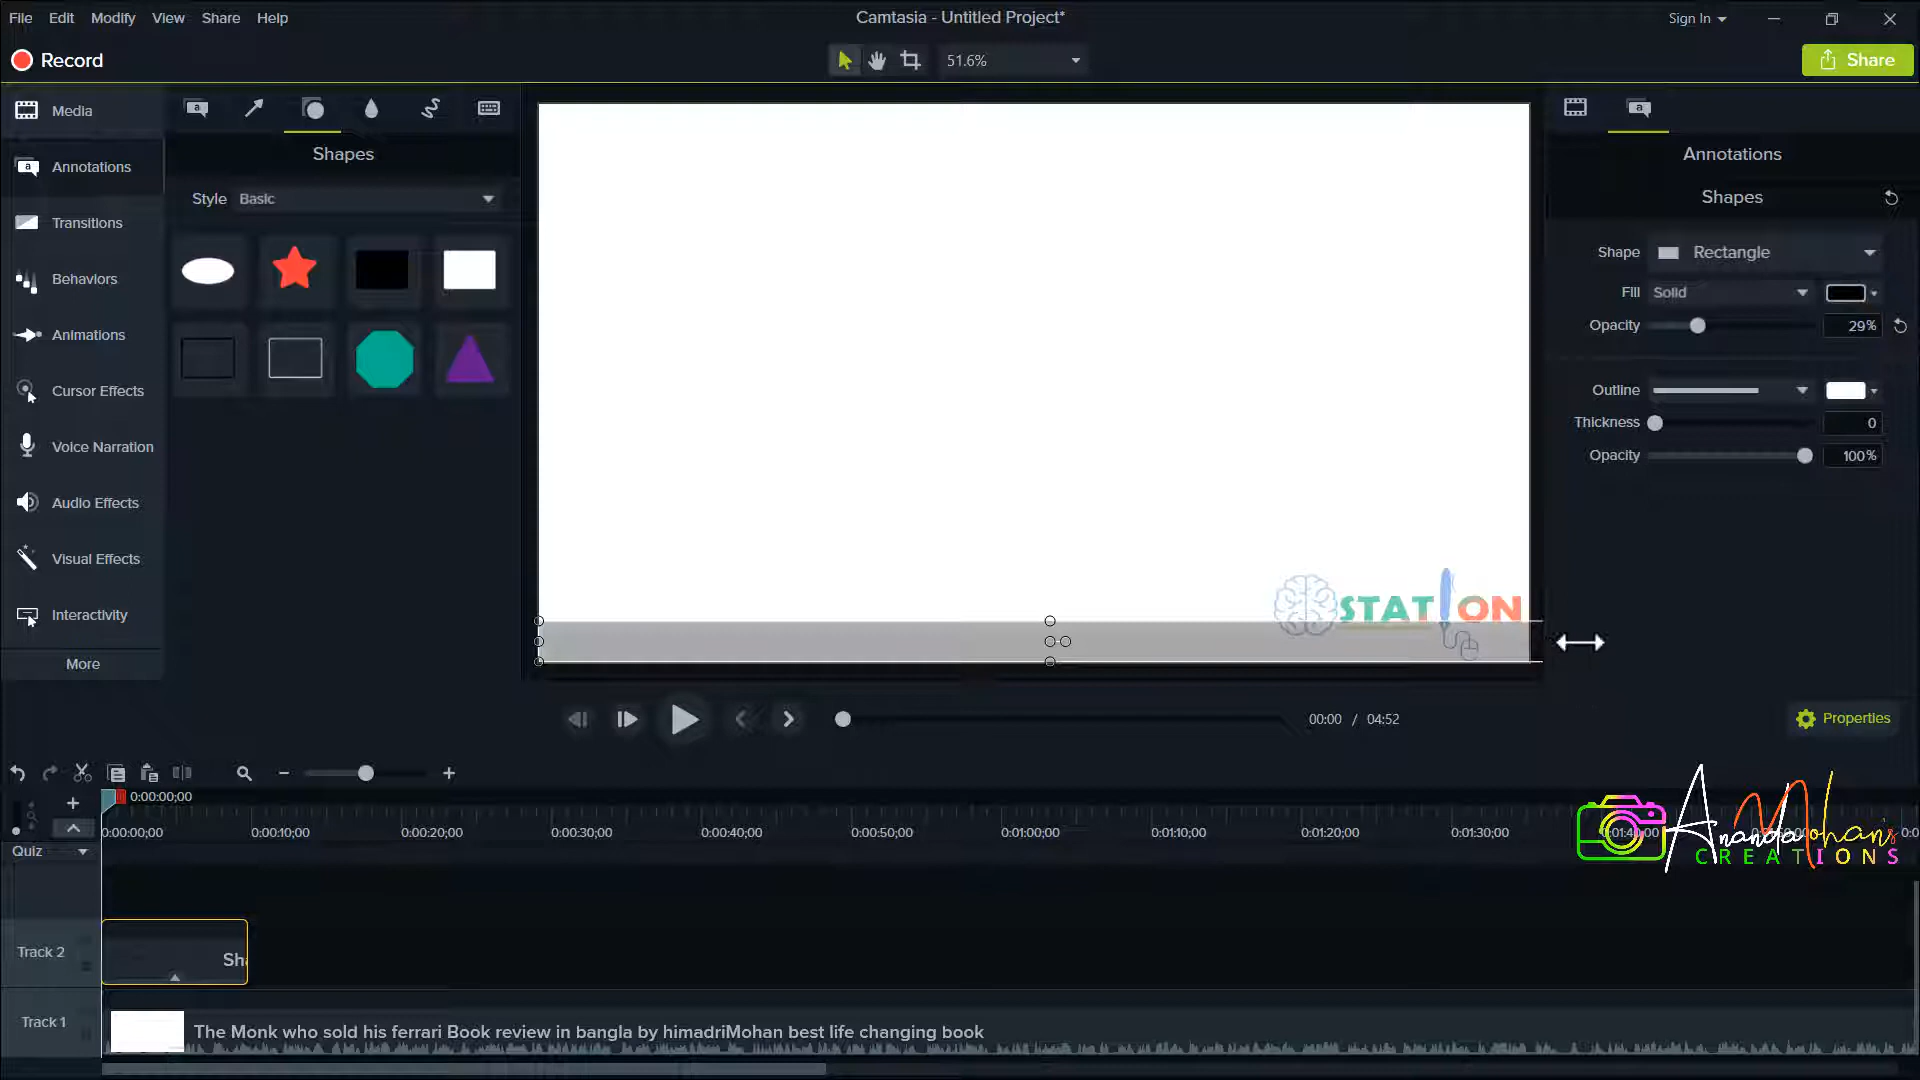 File Edit Modify View Share Help
Camtasia - Untitled Project*
Sign In
Record
51.6%
Share
Media
Annotations
Transitions
Behaviors
Animations
Cursor Effects
Voice Narration
Audio Effects
Visual Effects
Interactivity
More
a
Shapes
Style Basic
STATION
Annotations
Shapes
Shape Rectangle
Fill Solid
Opacity 29%
Outline
Thickness 0
Opacity 100%
00:00 / 04:52
Properties
0:00:00;00
0:00:00;00 0:00:10;00 0:00:20;00 0:00:30;00 0:00:40;00 0:00:50;00 0:01:00;00 0:01:10;00 0:01:20;00 0:01:30;00
Quiz
AnandaMohan's
CREATIONS
Track 2
Sha
Track 1
The Monk who sold his ferrari Book review in bangla by himadriMohan best life changing book